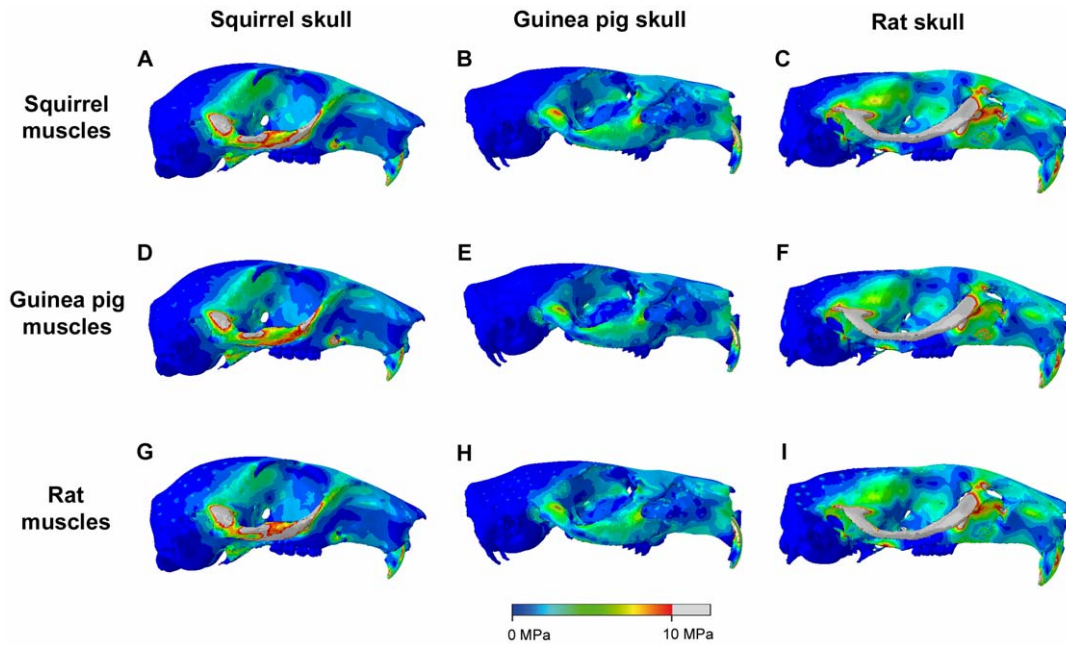 Squirrel skull
Guinea pig skull
Rat skull
A
B
C
Squirrel
muscles
D
E
F
Guinea pig
muscles
G
H
I
Rat
muscles
0 MPa
10 MPa